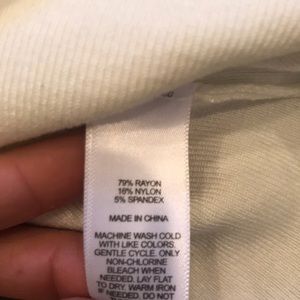 79% RAYON
16% NYLON
5% SPANDEX
MADE IN CHINA
MACHINE WASH COLD
WITH LIKE COLORS.
GENTLE CYCLE. ONLY
NON-CHLORINE
BLEACH WHEN
NEEDED. LAY FLAT
TO DRY. WARM IRON
IF NEEDED. DO NOT